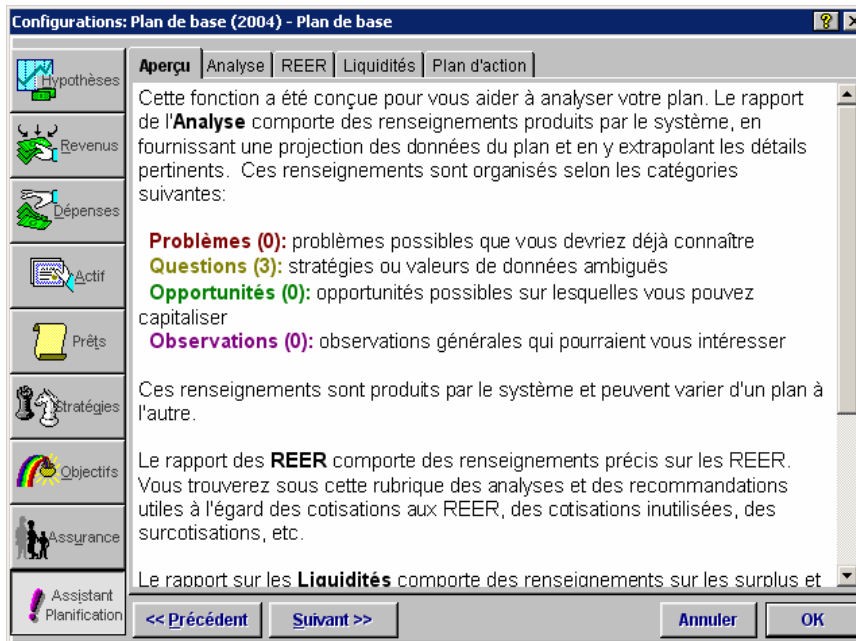 Configurations: Plan de base (2004) - Plan de base
Hypothèses
Revenus
Dépenses
Actif
Prêts
Stratégies
Objectifs
Assurance
Assistant
Planification
Aperçu Analyse REER Liquidités Plan d'action
Cette fonction a été conçue pour vous aider à analyser votre plan. Le rapport
de l'Analyse comporte des renseignements produits par le système, en
fournissant une projection des données du plan et en y extrapolant les détails
pertinents. Ces renseignements sont organisés selon les catégories
suivantes:
Problèmes (0): problèmes possibles que vous devriez déjà connaître
Questions (3): stratégies ou valeurs de données ambiguës
Opportunités (0): opportunités possibles sur lesquelles vous pouvez
capitaliser
Observations (0): observations générales qui pourraient vous intéresser
Ces renseignements sont produits par le système et peuvent varier d'un plan à
l'autre.
Le rapport des REER comporte des renseignements précis sur les REER.
Vous trouverez sous cette rubrique des analyses et des recommandations
utiles à l'égard des cotisations aux REER, des cotisations inutilisées, des
surcotisations, etc.
Le rapport sur les Liquidités comporte des renseignements sur les surplus et
<< Précédent Suivant >> Annuler OK